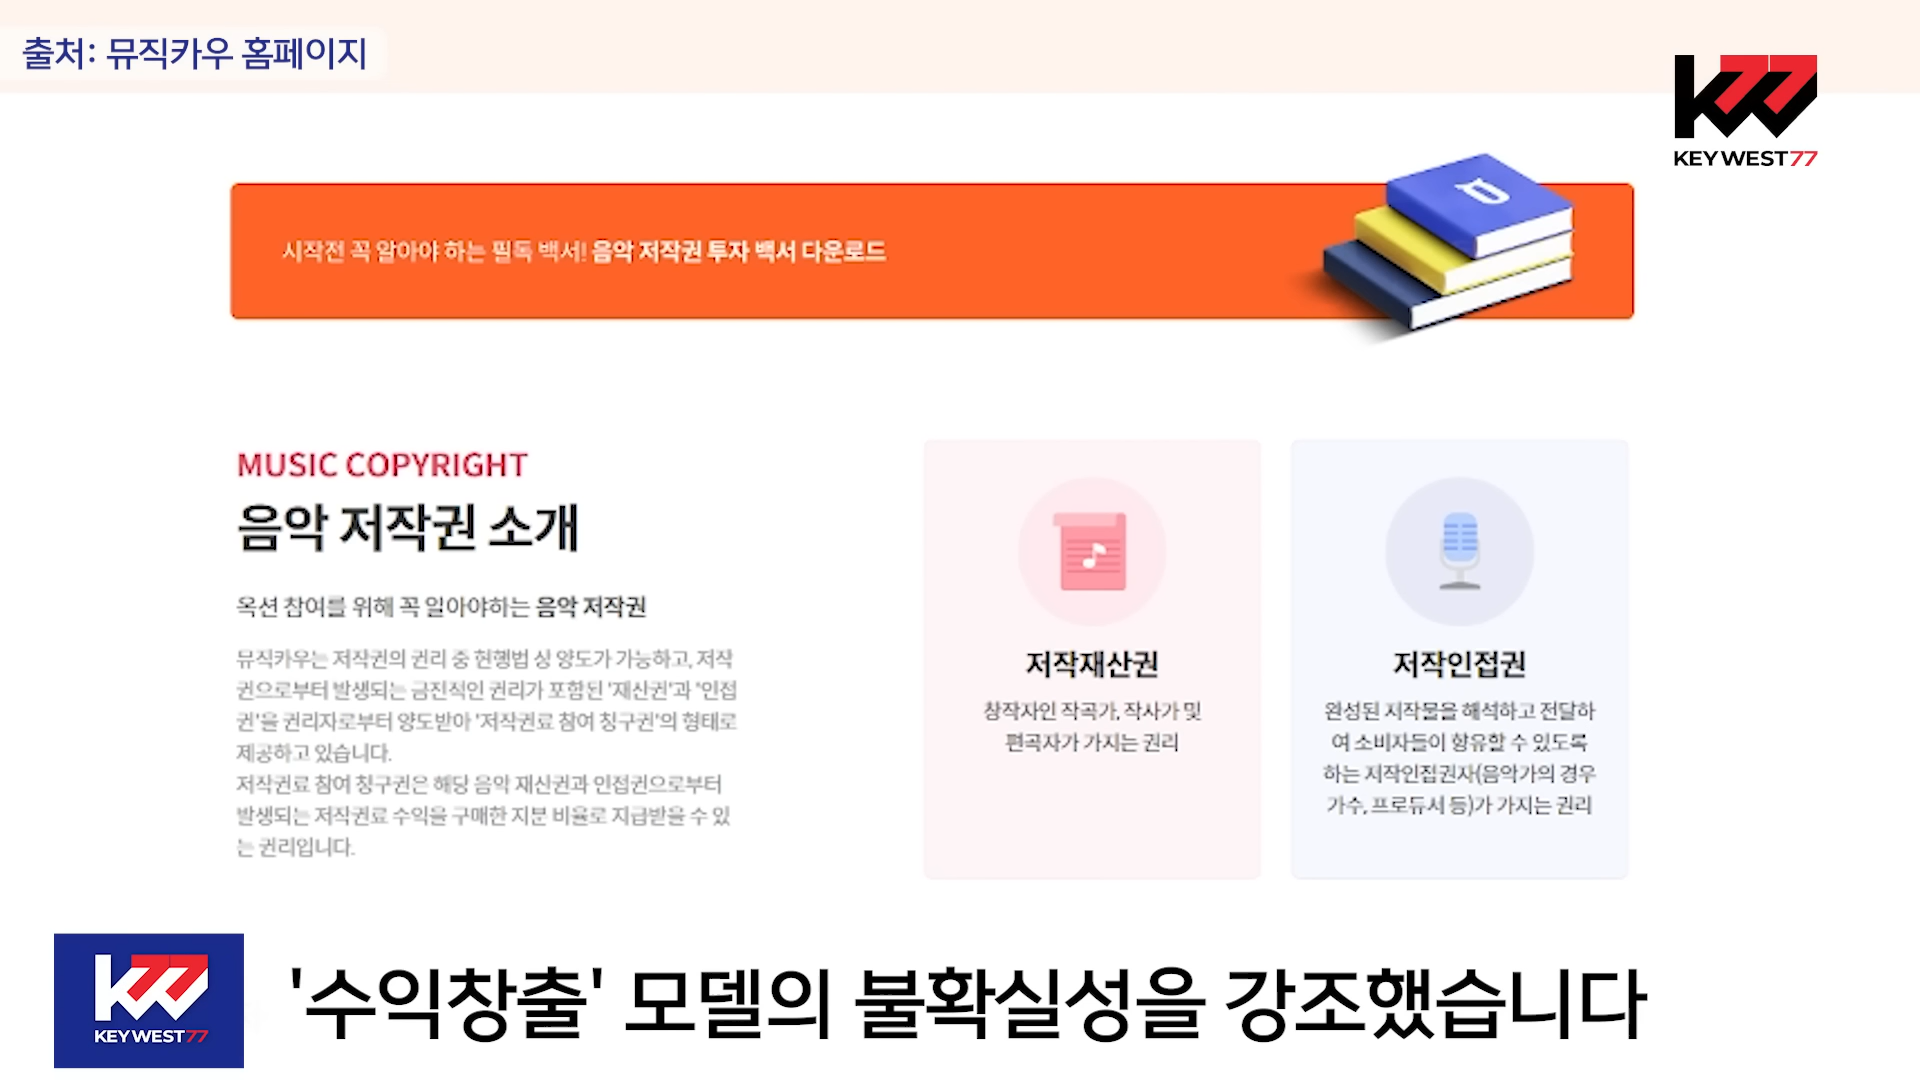 출처: 뮤직카우 홈페이지
KEY WEST 77
시작전 꼭 알아야 하는 필독 백서! 음악 저작권 투자 백서 다운로드
MUSIC COPYRIGHT
음악 저작권 소개
옥션 참여를 위해 꼭 알아야하는 음악 저작권
뮤직카우는 저작권의 권리 중 현행법 상 양도가 가능하고, 저작
권으로부터 발생되는 금전적인 권리가 포함된 '재산권'과 '인접
권'을 권리자로부터 양도받아 '저작권료 참여 청구권'의 형태로
제공하고 있습니다.
저작권료 참여 청구권은 해당 음악 재산권과 인접권으로부터
발생되는 저작권료 수익을 구매한 지분 비율로 지급받을 수 있
는 권리입니다.
저작재산권
창작자인 작곡가, 작사가 및
편곡자가 가지는 권리
저작인접권
완성된 저작물을 해석하고 전달하
여 소비자들이 향유할 수 있도록
하는 저작인접권자(음악가의 경우
가수, 프로듀서 등)가 가지는 권리
K77
KEY WEST 77
'수익창출' 모델의 불확실성을 강조했습니다